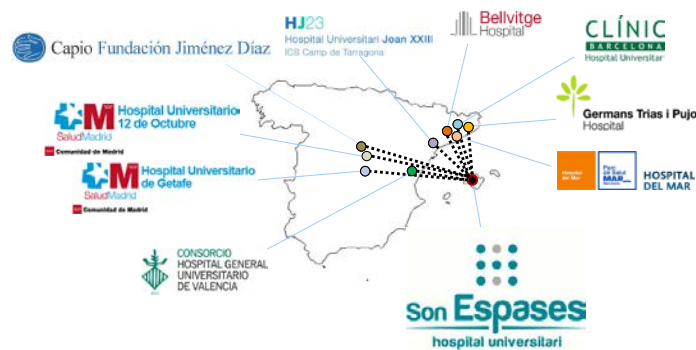 HJ23
Hospital Universitari Joan XXIII
ICS Camp de Tarragona
Bellvitge
Hospital
CLÍNIC
BARCELONA
Hospital Universitari
Capio Fundación Jiménez Díaz
Germans Trias i Pujo
Hospital
Hospital Universitario
12 de Octubre
SaludMadrid
Comunidad de Madrid
Hospital Universitario
de Getafe
SaludMadrid
Comunidad de Madrid
Hospital
del Mar
Parc
de Salut
MAR
HOSPITAL
DEL MAR
CONSORCIO
HOSPITAL GENERAL
UNIVERSITARIO
DE VALENCIA
Son Espases
hospital universitari